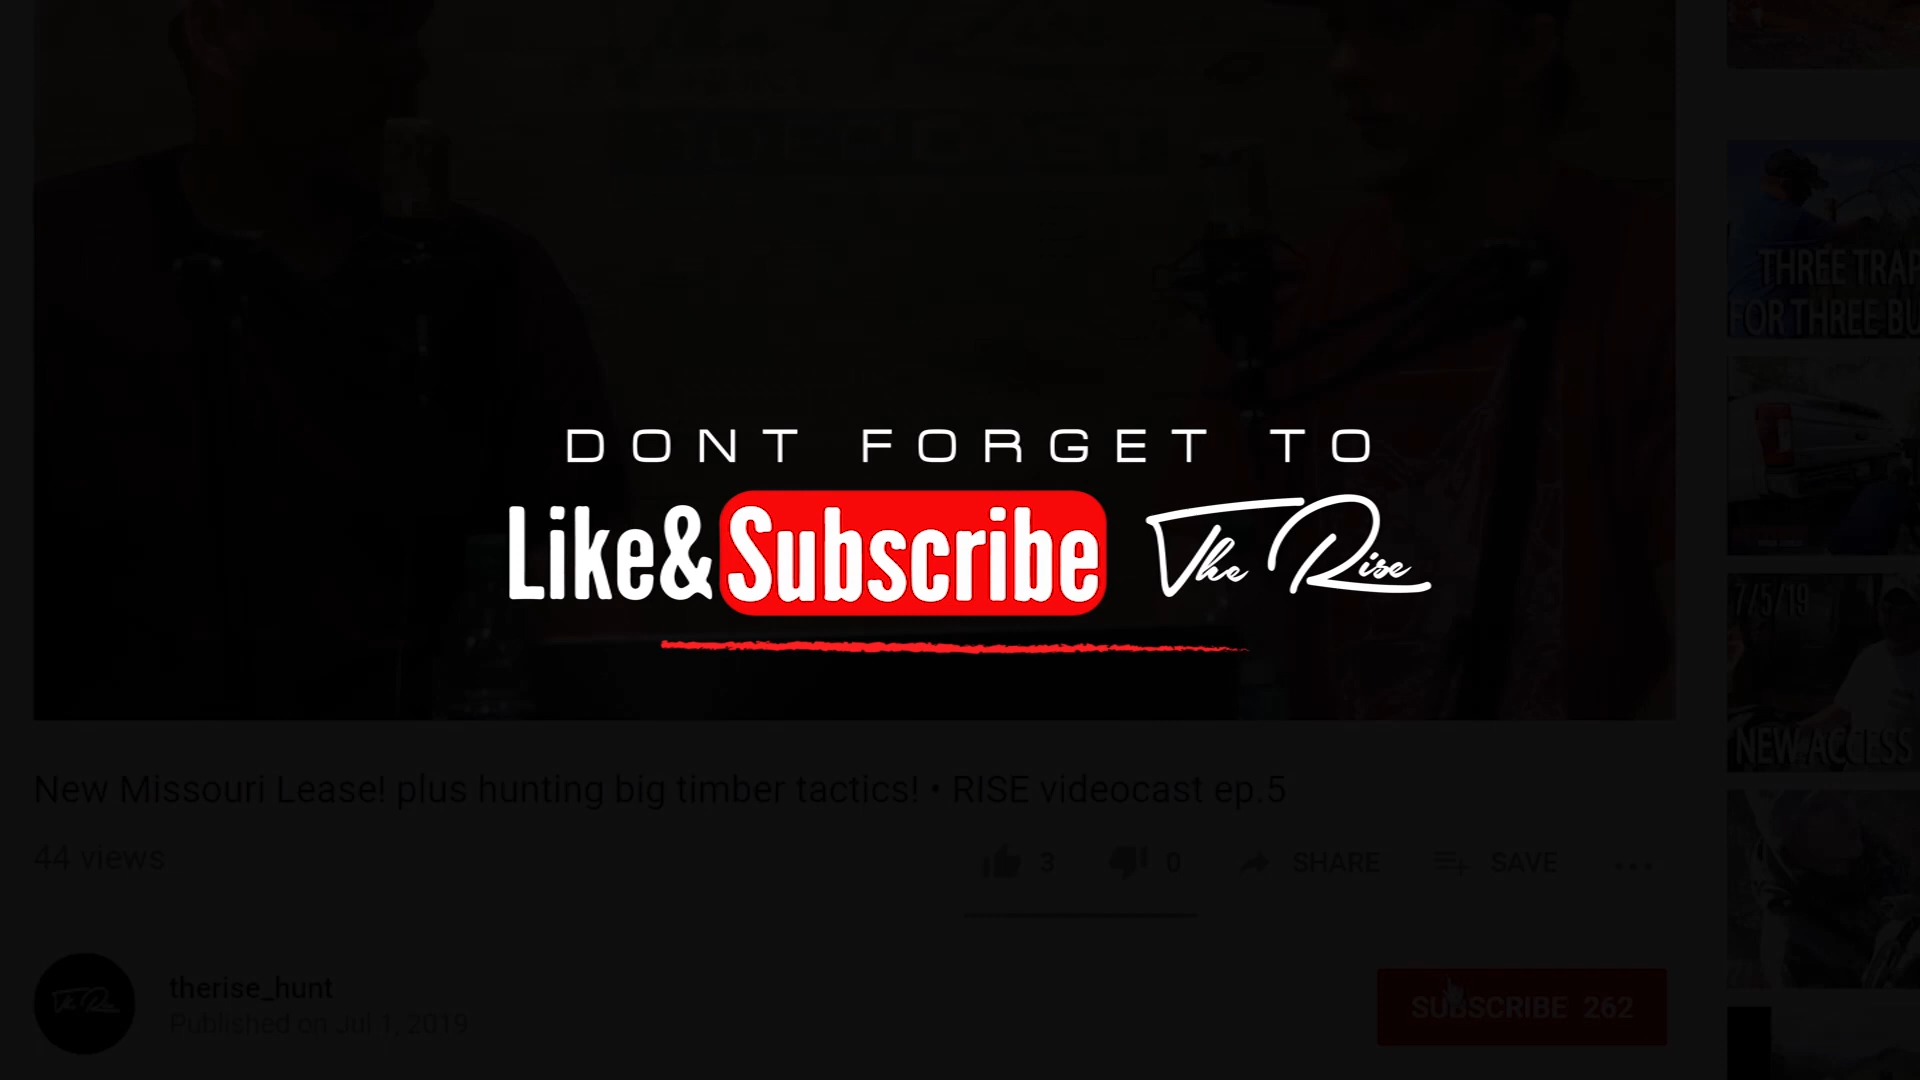 DONT FORGET TO
Like&Subscribe The Rise
THREE TRAP
FOR THREE BU
7/5/19
NEW ACCESS
New Missouri Lease! plus hunting big timber tactics! • RISE videocast ep.5
44 views
3 0 SHARE SAVE
The Rise
therise_hunt
Published on Jul 1, 2019
SUBSCRIBE 262